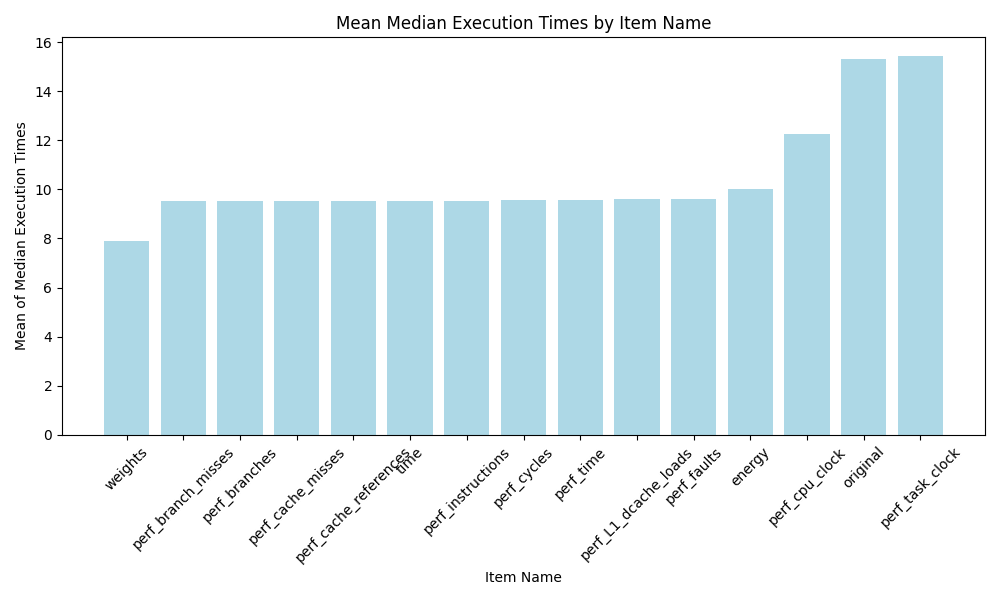 Mean Median Execution Times by Item Name
Mean of Median Execution Times
16
14
12
10
8
6
4
2
0
weights
perf_branch_misses
perf_branches
perf_cache_misses
perf_cache_references
time
perf_instructions
perf_cycles
perf_time
perf_L1_dcache_loads
perf_faults
energy
perf_cpu_clock
original
perf_task_clock
Item Name